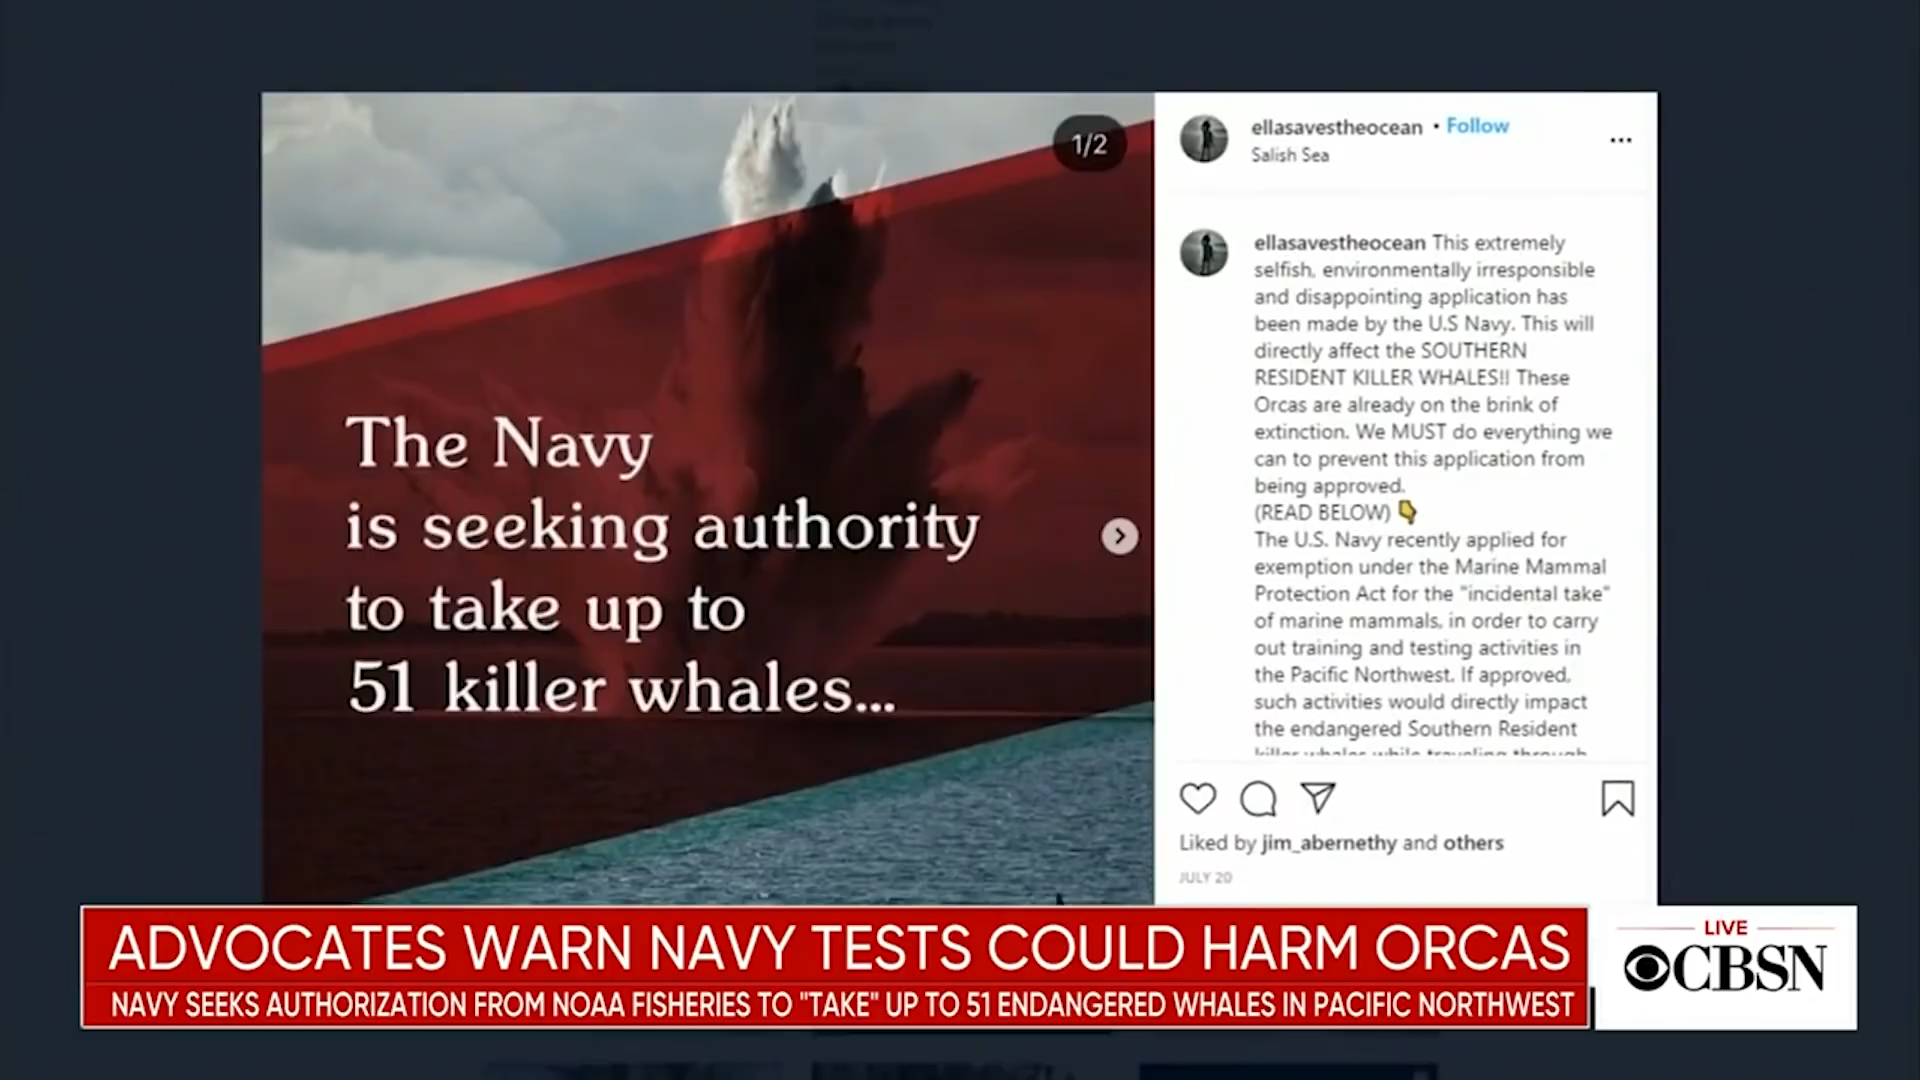 The Navy
is seeking authority
to take up to
51 killer whales...
1/2
ellasavestheocean • Follow
Salish Sea
ellasavestheocean This extremely
selfish, environmentally irresponsible
and disappointing application has
been made by the U.S Navy. This will
directly affect the SOUTHERN
RESIDENT KILLER WHALES!! These
Orcas are already on the brink of
extinction. We MUST do everything we
can to prevent this application from
being approved.
(READ BELOW) 👇
The U.S. Navy recently applied for
exemption under the Marine Mammal
Protection Act for the "incidental take"
of marine mammals, in order to carry
out training and testing activities in
the Pacific Northwest. If approved,
such activities would directly impact
the endangered Southern Resident
killer whales while traveling through
Liked by jim_abernethy and others
JULY 20
ADVOCATES WARN NAVY TESTS COULD HARM ORCAS
NAVY SEEKS AUTHORIZATION FROM NOAA FISHERIES TO "TAKE" UP TO 51 ENDANGERED WHALES IN PACIFIC NORTHWEST
LIVE
CBSN